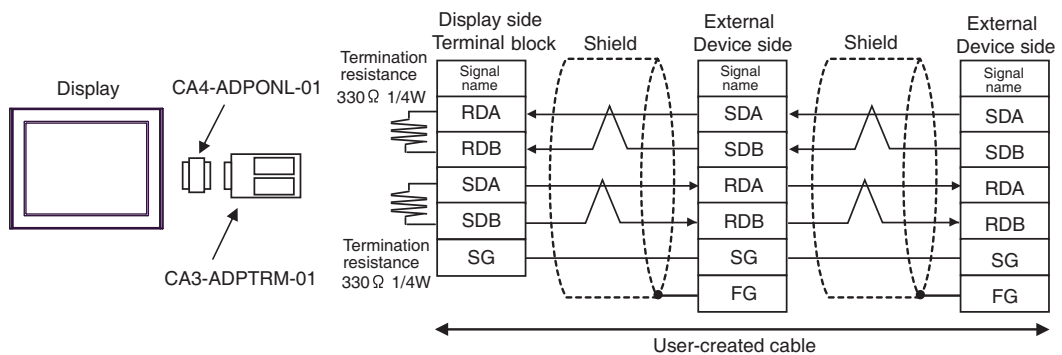 Display
CA4-ADPONL-01
CA3-ADPTRM-01
Termination
resistance
330 Ω 1/4W
Termination
resistance
330 Ω 1/4W
Display side
Terminal block
Signal
name
RDA
RDB
SDA
SDB
SG
Shield
External
Device side
Signal
name
SDA
SDB
RDA
RDB
SG
FG
Shield
External
Device side
Signal
name
SDA
SDB
RDA
RDB
SG
FG
User-created cable